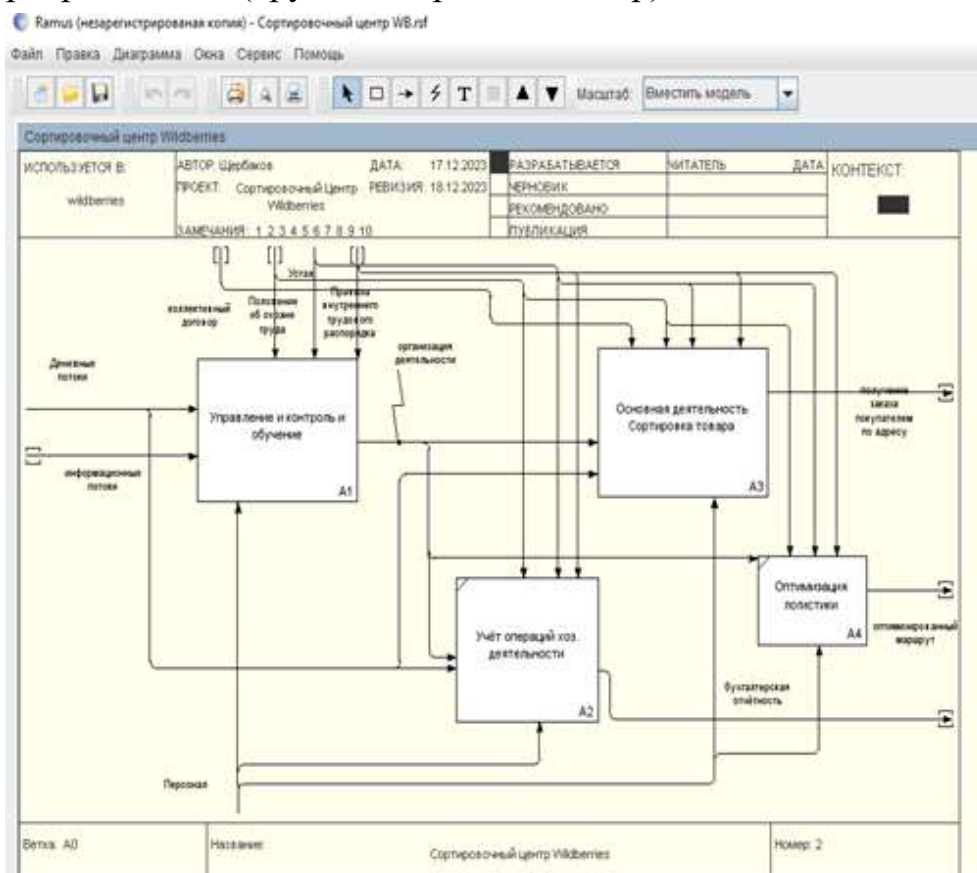 Ramus (незарегистрированая копия) - Сортировочный центр WB.rsf
Файл Правка Диаграмма Окна Сервис Помощь
Масштаб: Вместить модель
Сортировочный центр Wildberries
ИСПОЛЬЗУЕТСЯ В:
wildberries
АВТОР: Щербаков
ДАТА: 17.12.2023
ПРОЕКТ: Сортировочный Центр
Wildberries
РЕВИЗИЯ: 18.12.2023
ЗАМЕЧАНИЯ: 1 2 3 4 5 6 7 8 9 10
РАЗРАБАТЫВАЕТСЯ
ЧЕРНОВИК
РЕКОМЕНДОВАНО
ПУБЛИКАЦИЯ
ЧИТАТЕЛЬ
ДАТА
КОНТЕКСТ:
Устав
коллективный
договор
Положение
об охране
труда
Правила
внутреннего
трудового
распорядка
организация
деятельности
Денежные
потоки
Управление и контроль и
обучение
A1
информационные
потоки
Основная деятельность
Сортировка товара
A3
получение
заказа
покупателем
по адресу
Оптимизация
логистики
A4
оптимизированный
маршрут
Учёт операций хоз.
деятельности
A2
бухгалтерская
отчётность
Персонал
Ветка: A0
Название:
Сортировочный центр Wildberries
Номер: 2